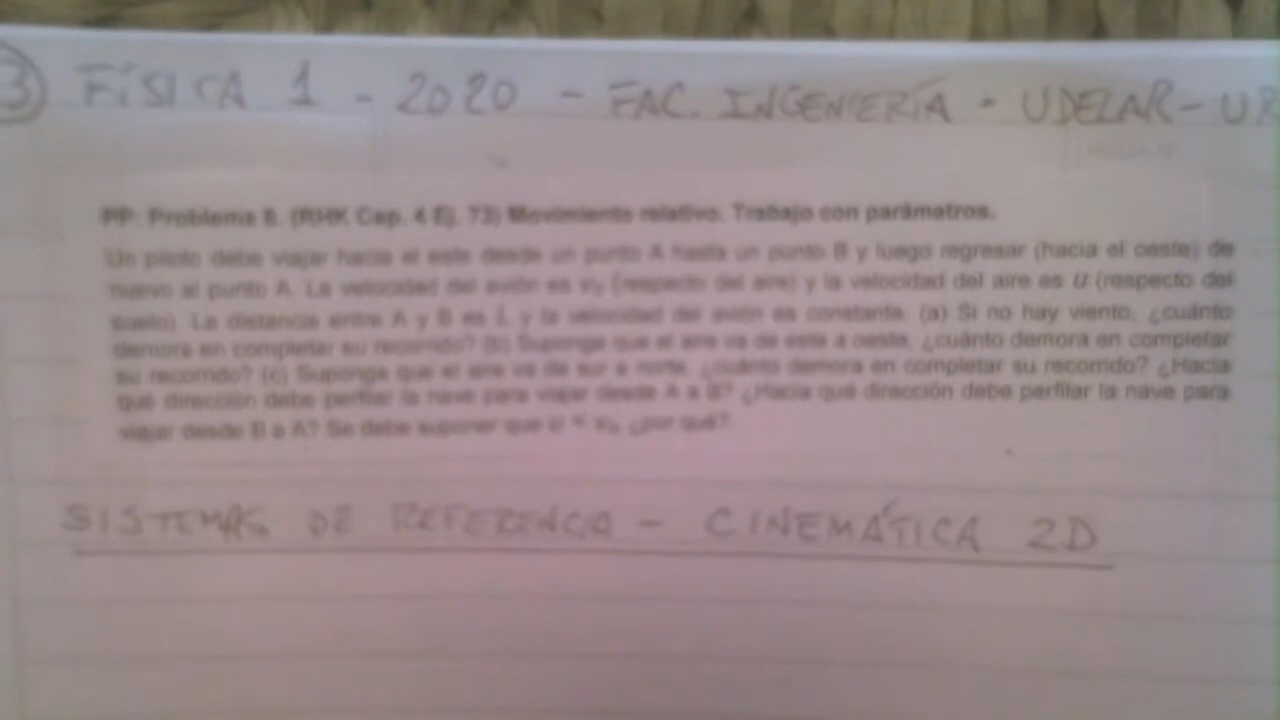 3 FÍSICA 1 - 2020 - FAC. INGENIERÍA - UDELAR - UR
PP: Problema 8. (RHK Cap. 4 Ej. 73) Movimiento relativo. Trabajo con parámetros.
Un piloto debe viajar hacia el este desde un punto A hasta un punto B y luego regresar (hacia el oeste) de
nuevo al punto A. La velocidad del avión es v₀ (respecto del aire) y la velocidad del aire es u (respecto del
suelo). La distancia entre A y B es L y la velocidad del avión es constante. (a) Si no hay viento, ¿cuánto
demora en completar su recorrido? (b) Suponga que el aire va de este a oeste, ¿cuánto demora en completar
su recorrido? (c) Suponga que el aire va de sur a norte, ¿cuánto demora en completar su recorrido? ¿Hacia
qué dirección debe perfilar la nave para viajar desde A a B? ¿Hacia qué dirección debe perfilar la nave para
viajar desde B a A? Se debe suponer que u < v₀ ¿por qué?
SISTEMAS DE REFERENCIA - CINEMÁTICA 2D